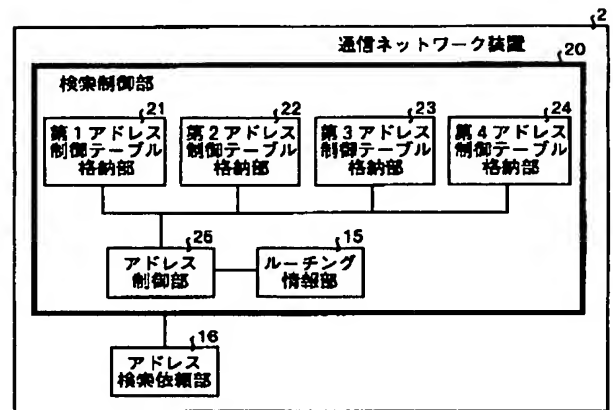 2
通信ネットワーク装置
20
検索制御部
21
22
23
24
第1アドレス
制御テーブル
格納部
第2アドレス
制御テーブル
格納部
第3アドレス
制御テーブル
格納部
第4アドレス
制御テーブル
格納部
25
15
アドレス
制御部
ルーチング
情報部
16
アドレス
検索依頼部